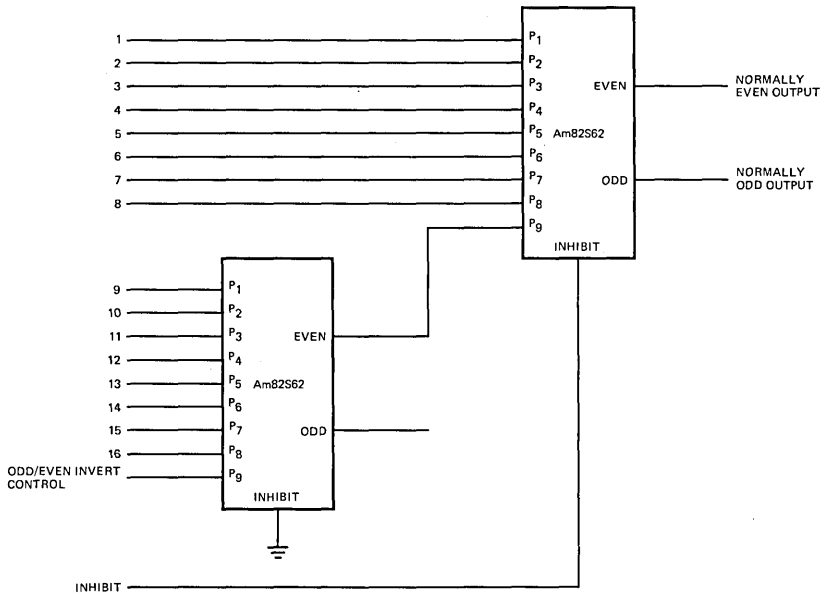 1
2
3
4
5
6
7
8
P1
P2
P3
P4
P5
P6
P7
P8
P9
Am82S62
EVEN
ODD
INHIBIT
NORMALLY
EVEN OUTPUT
NORMALLY
ODD OUTPUT
9
10
11
12
13
14
15
16
ODD/EVEN INVERT
CONTROL
P1
P2
P3
P4
P5
P6
P7
P8
P9
Am82S62
EVEN
ODD
INHIBIT
INHIBIT